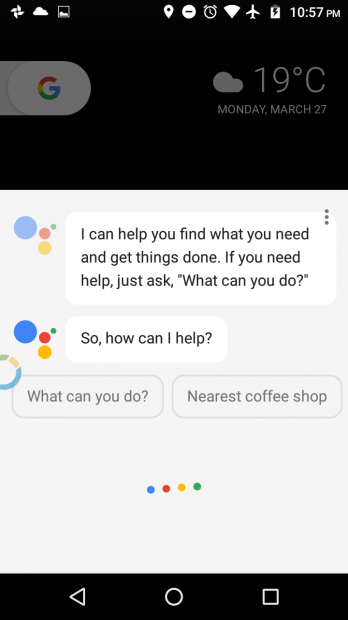 10:57 PM
G
19°C
MONDAY, MARCH 27
I can help you find what you need
and get things done. If you need
help, just ask, "What can you do?"
So, how can I help?
What can you do?
Nearest coffee shop